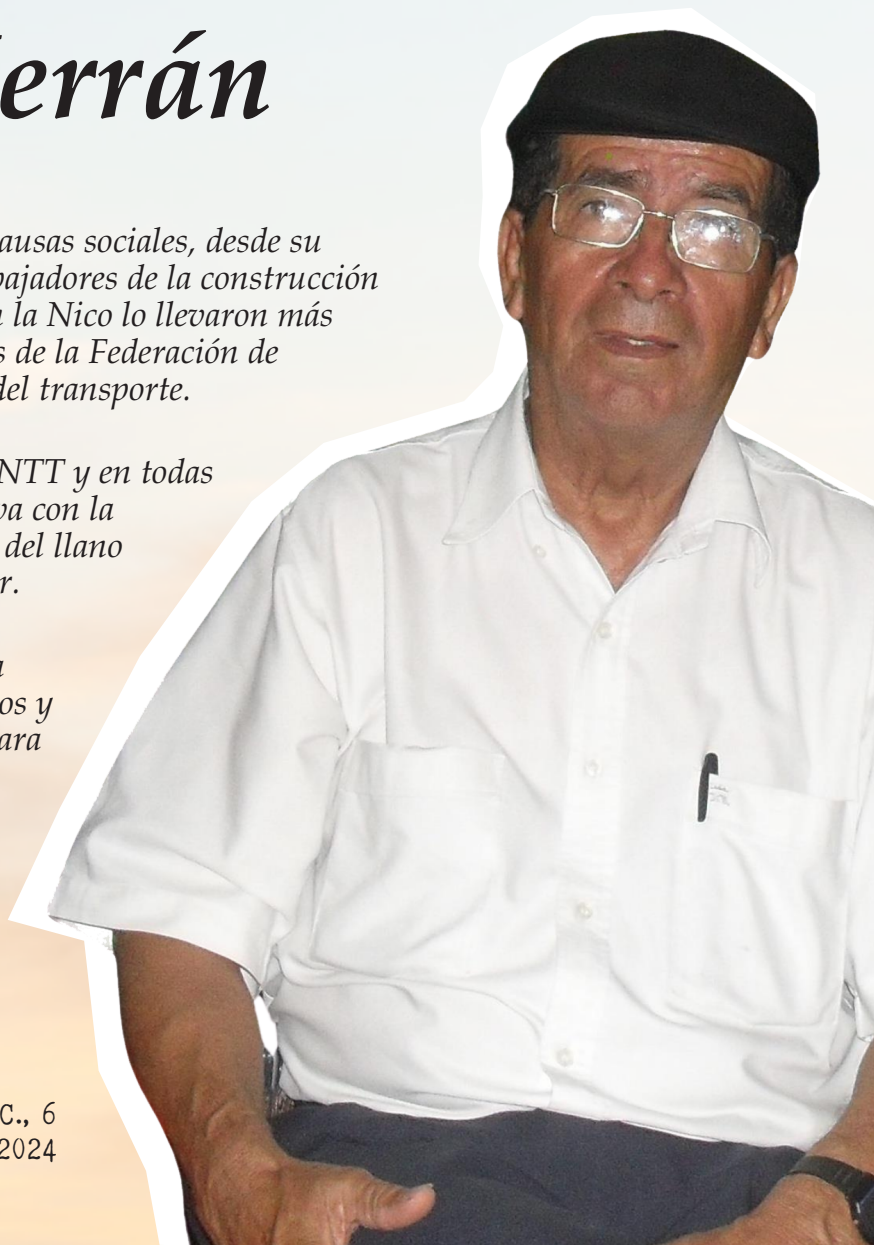 errán
ausas sociales, desde su
bajadores de la construcción
la Nico lo llevaron más
s de la Federación de
del transporte.
NTT y en todas
va con la
del llano
r.
a
os y
ara
C., 6
2024